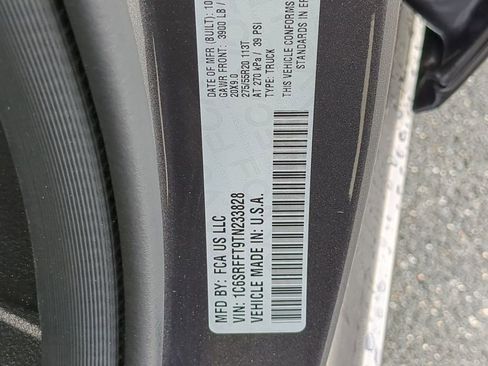 MFD BY: FCA US LLC
VIN: 1C6SRFFT9TN233828
VEHICLE MADE IN: U.S.A.
DATE OF MFR (BUILT): 10
GAWR FRONT: 3900 LB /
20X9.0
275/55R20 113T
AT 270 kPa / 39 PSI
TYPE: TRUCK
THIS VEHICLE CONFORMS
STANDARDS IN